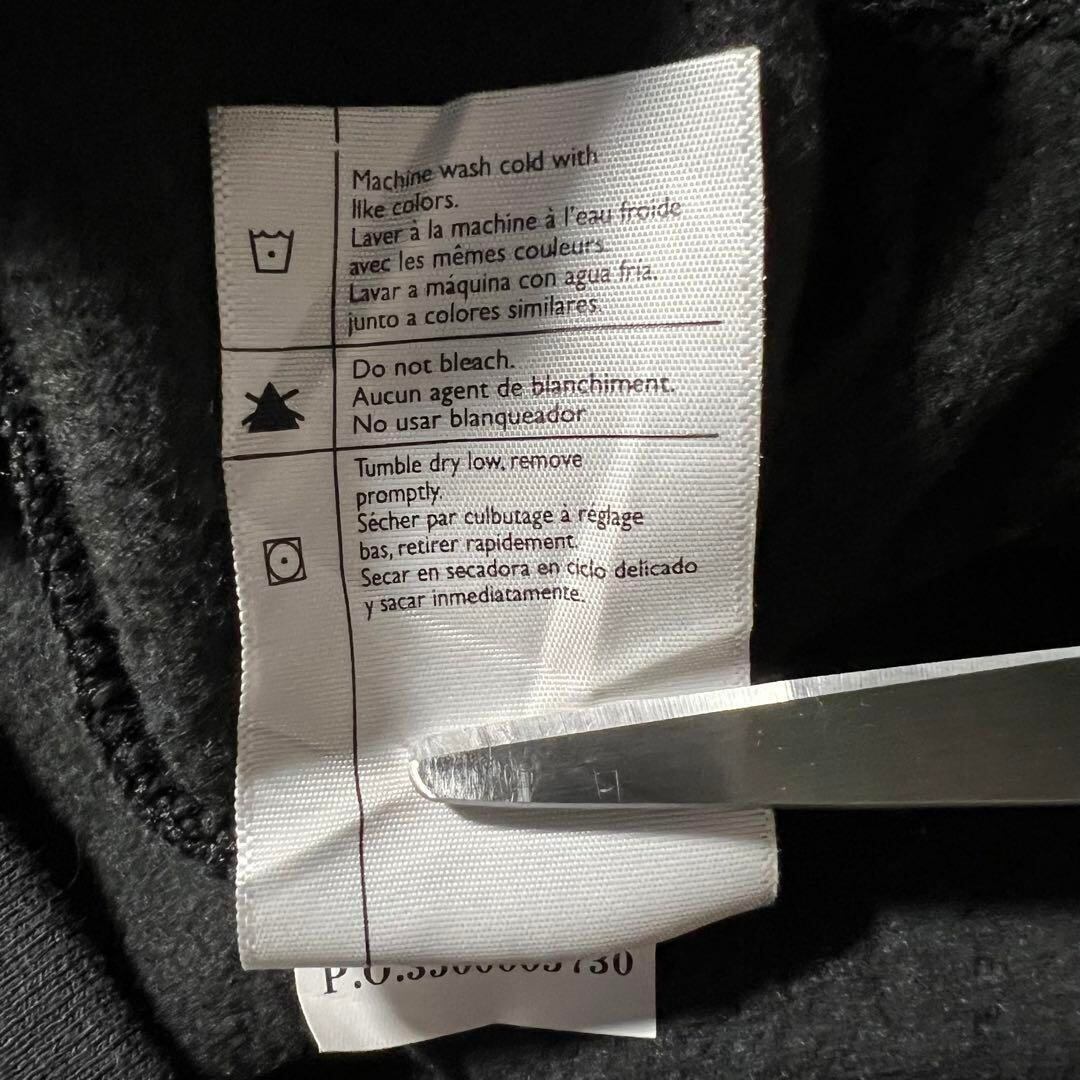 Machine wash cold with
like colors.
Laver à la machine à l'eau froide
avec les mêmes couleurs.
Lavar a máquina con agua fria.
junto a colores similares.
Do not bleach.
Aucun agent de blanchiment.
No usar blanqueador
Tumble dry low, remove
promptly.
Sécher par culbutage à réglage
bas, retirer rapidement.
Secar en secadora en ciclo delicado
y sacar inmediatamente.